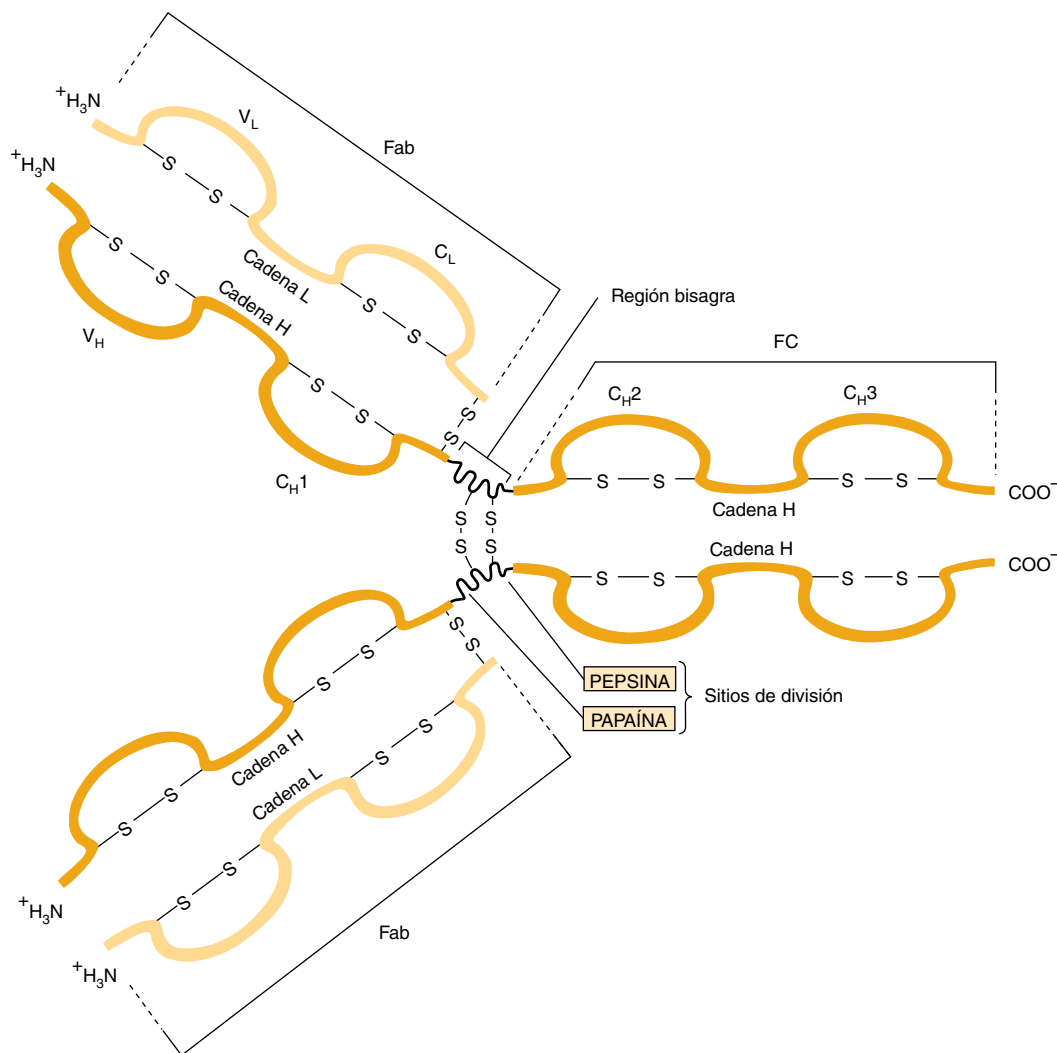 +H3N
VL
Fab
+H3N
S
S
CL
Cadena L
S
S
Cadena H
S
S
VH
Región bisagra
FC
S
S
CH2
CH3
S
S
CH1
S
S
S S
S S
COO−
Cadena H
S
S
S
S
Cadena H
COO−
S S
S S
S
S
S
S
PEPSINA
PAPAÍNA
Sitios de división
S
S
Cadena H
Cadena L
S
S
S
S
+H3N
Fab
+H3N